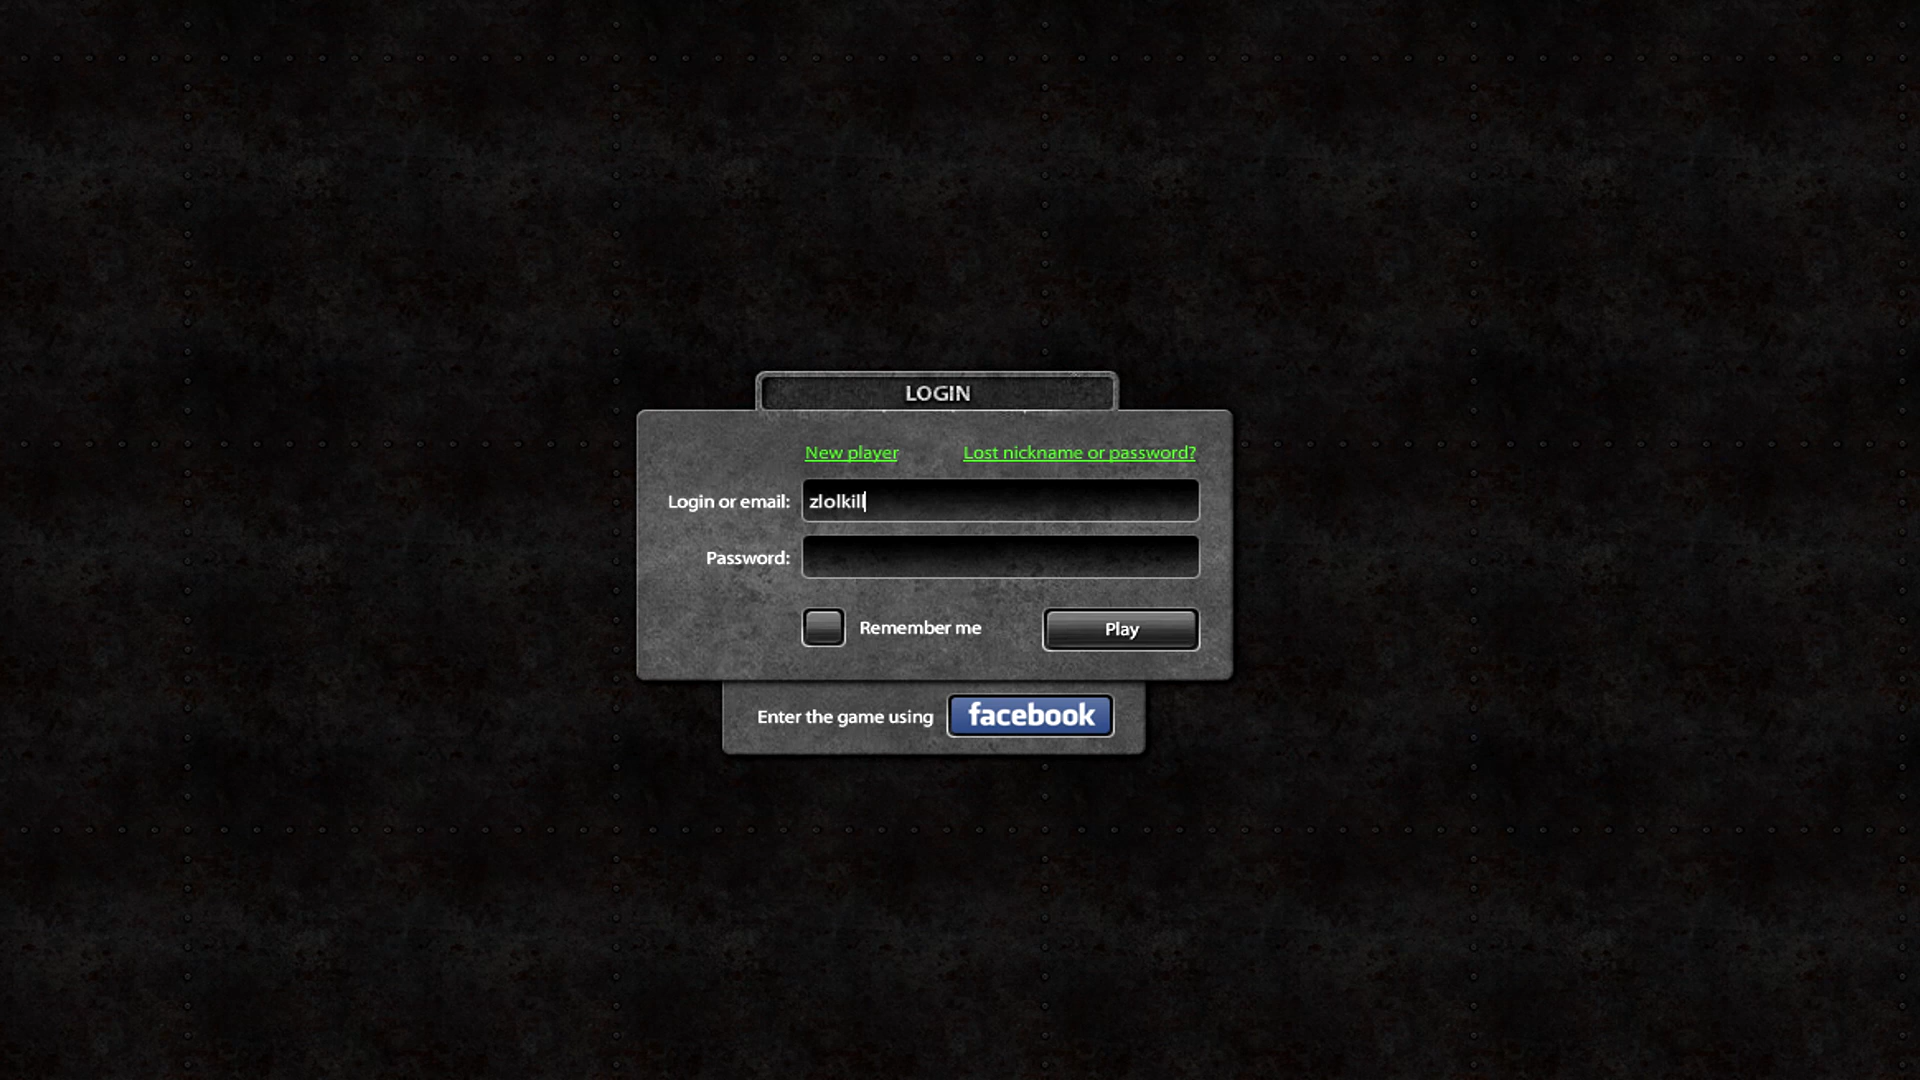 LOGIN
New player Lost nickname or password?
Login or email: zlolkill
Password:
Remember me Play
Enter the game using facebook